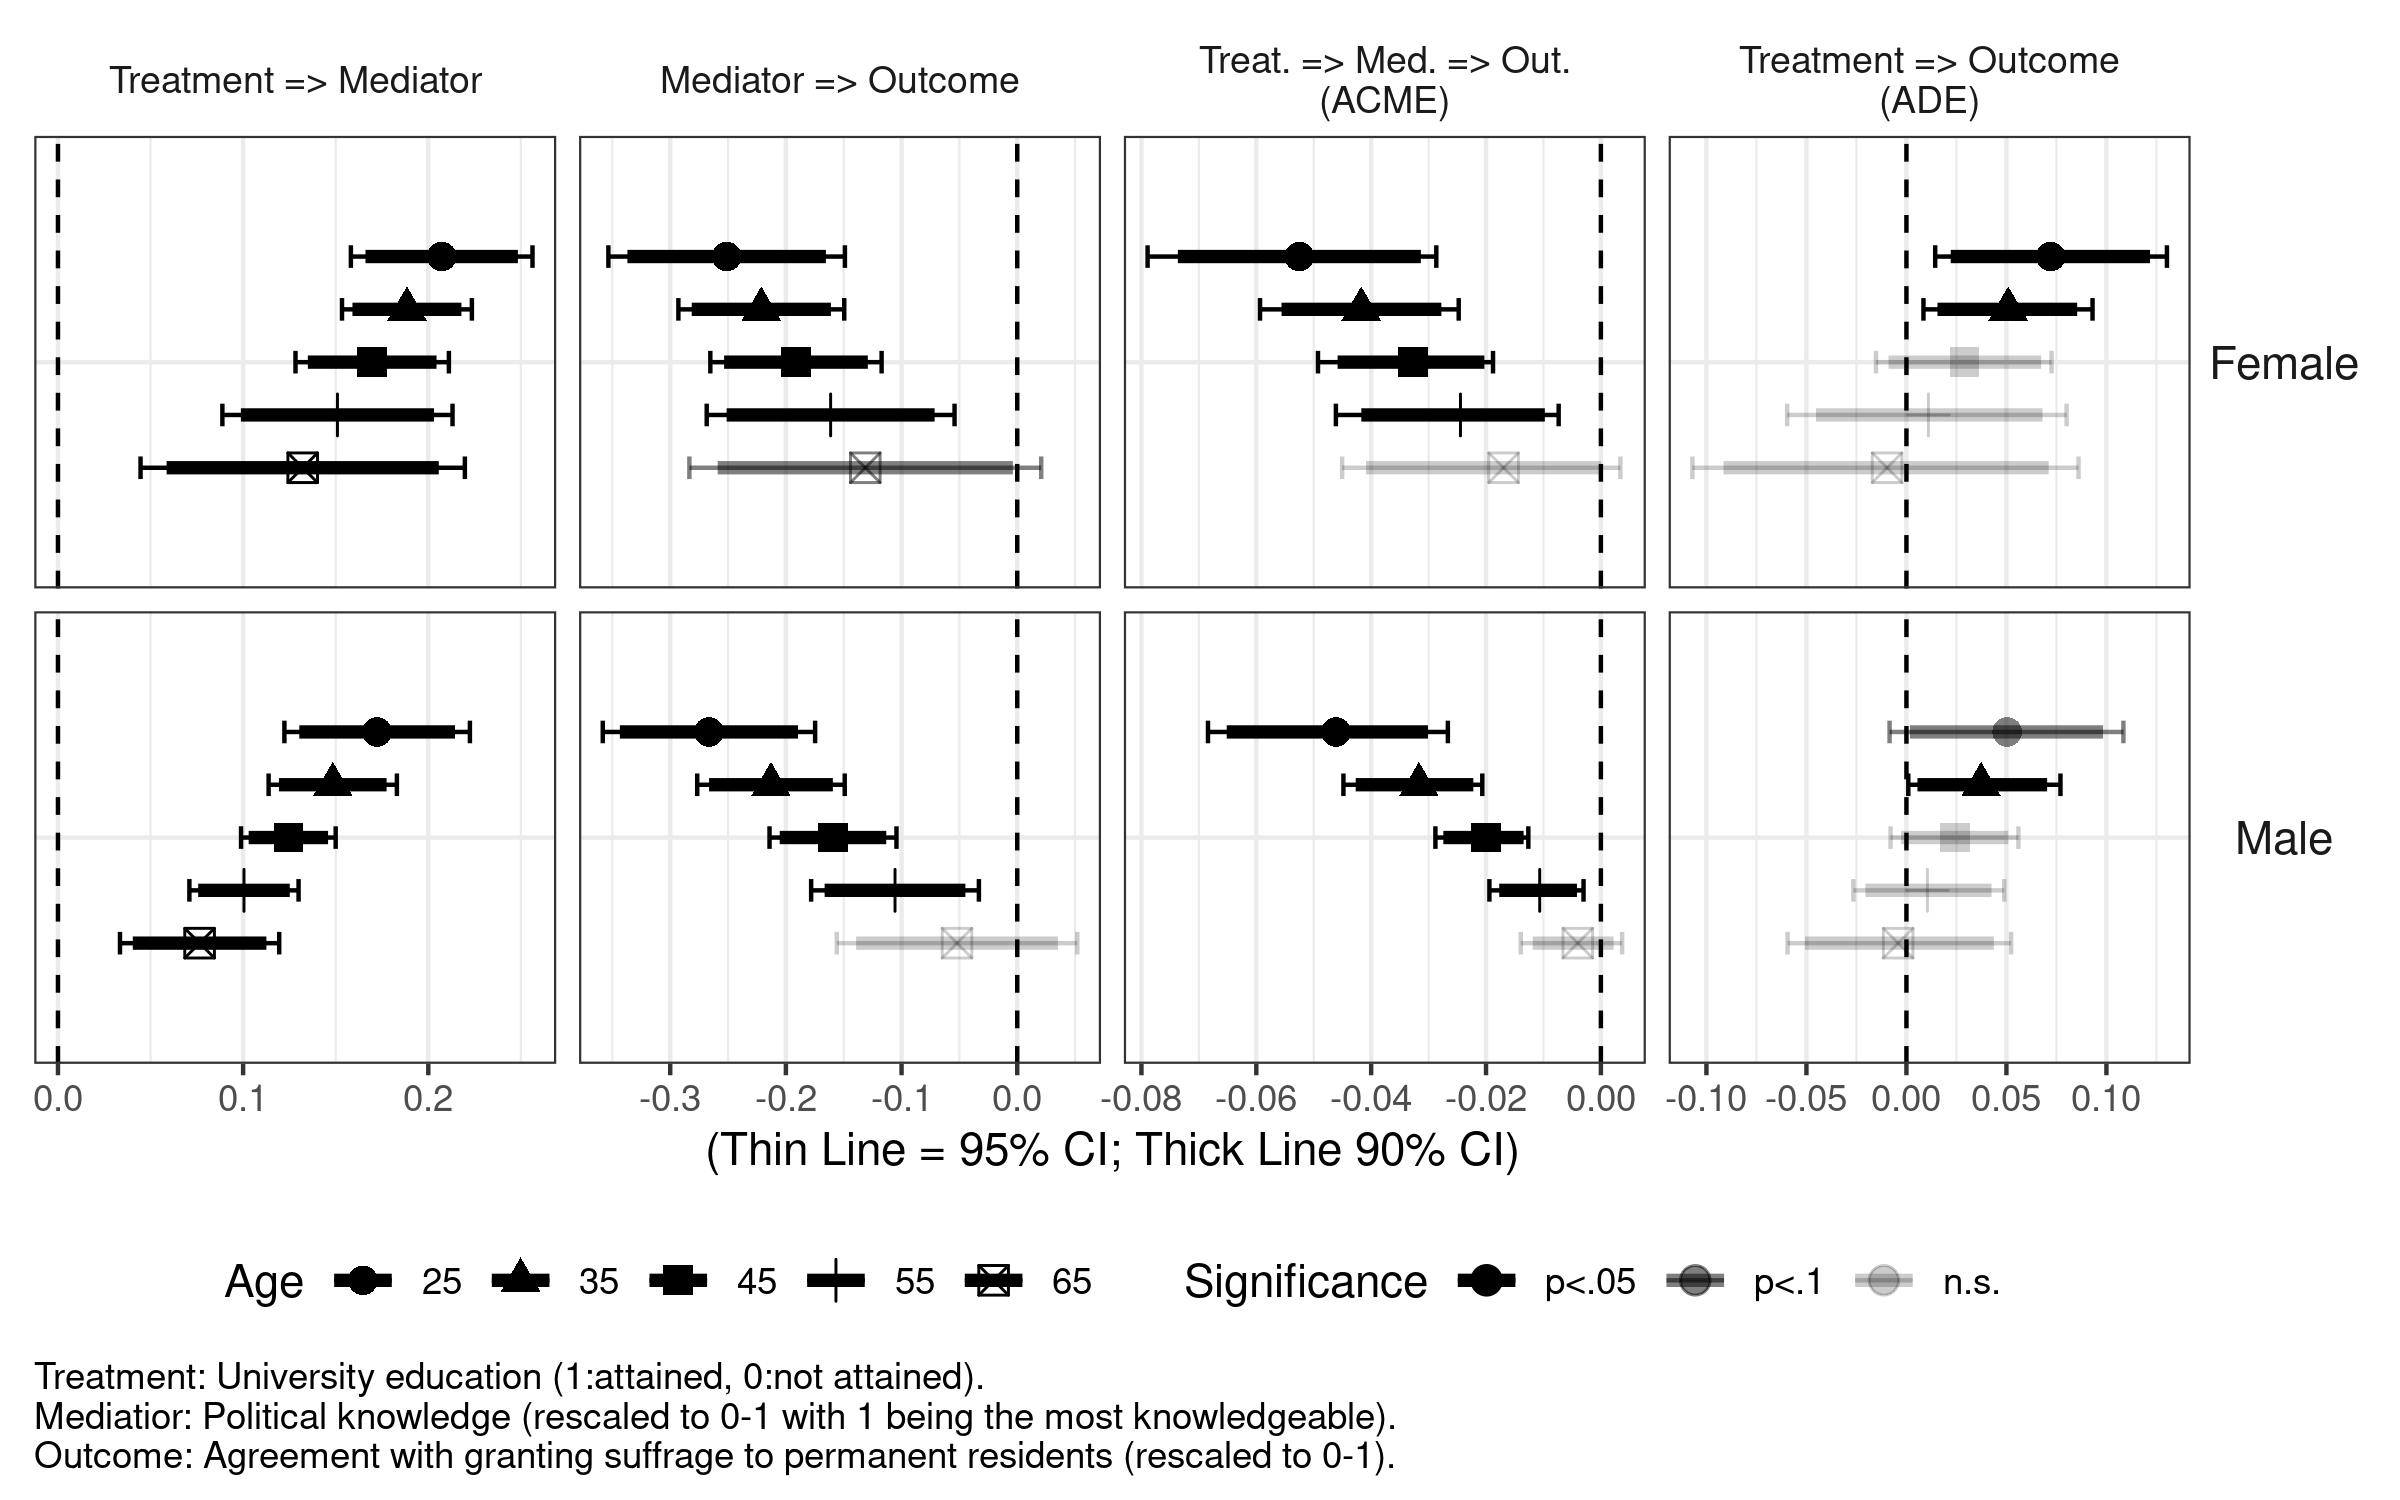 Treatment => Mediator
Mediator => Outcome
Treat. => Med. => Out.
(ACME)
Treatment => Outcome
(ADE)
Female
Male
0.0 0.1 0.2
-0.3 -0.2 -0.1 0.0
-0.08 -0.06 -0.04 -0.02 0.00
-0.10 -0.05 0.00 0.05 0.10
(Thin Line = 95% CI; Thick Line 90% CI)
Age 25 35 45 55 65
Significance p<.05 p<.1 n.s.
Treatment: University education (1:attained, 0:not attained).
Mediatior: Political knowledge (rescaled to 0-1 with 1 being the most knowledgeable).
Outcome: Agreement with granting suffrage to permanent residents (rescaled to 0-1).